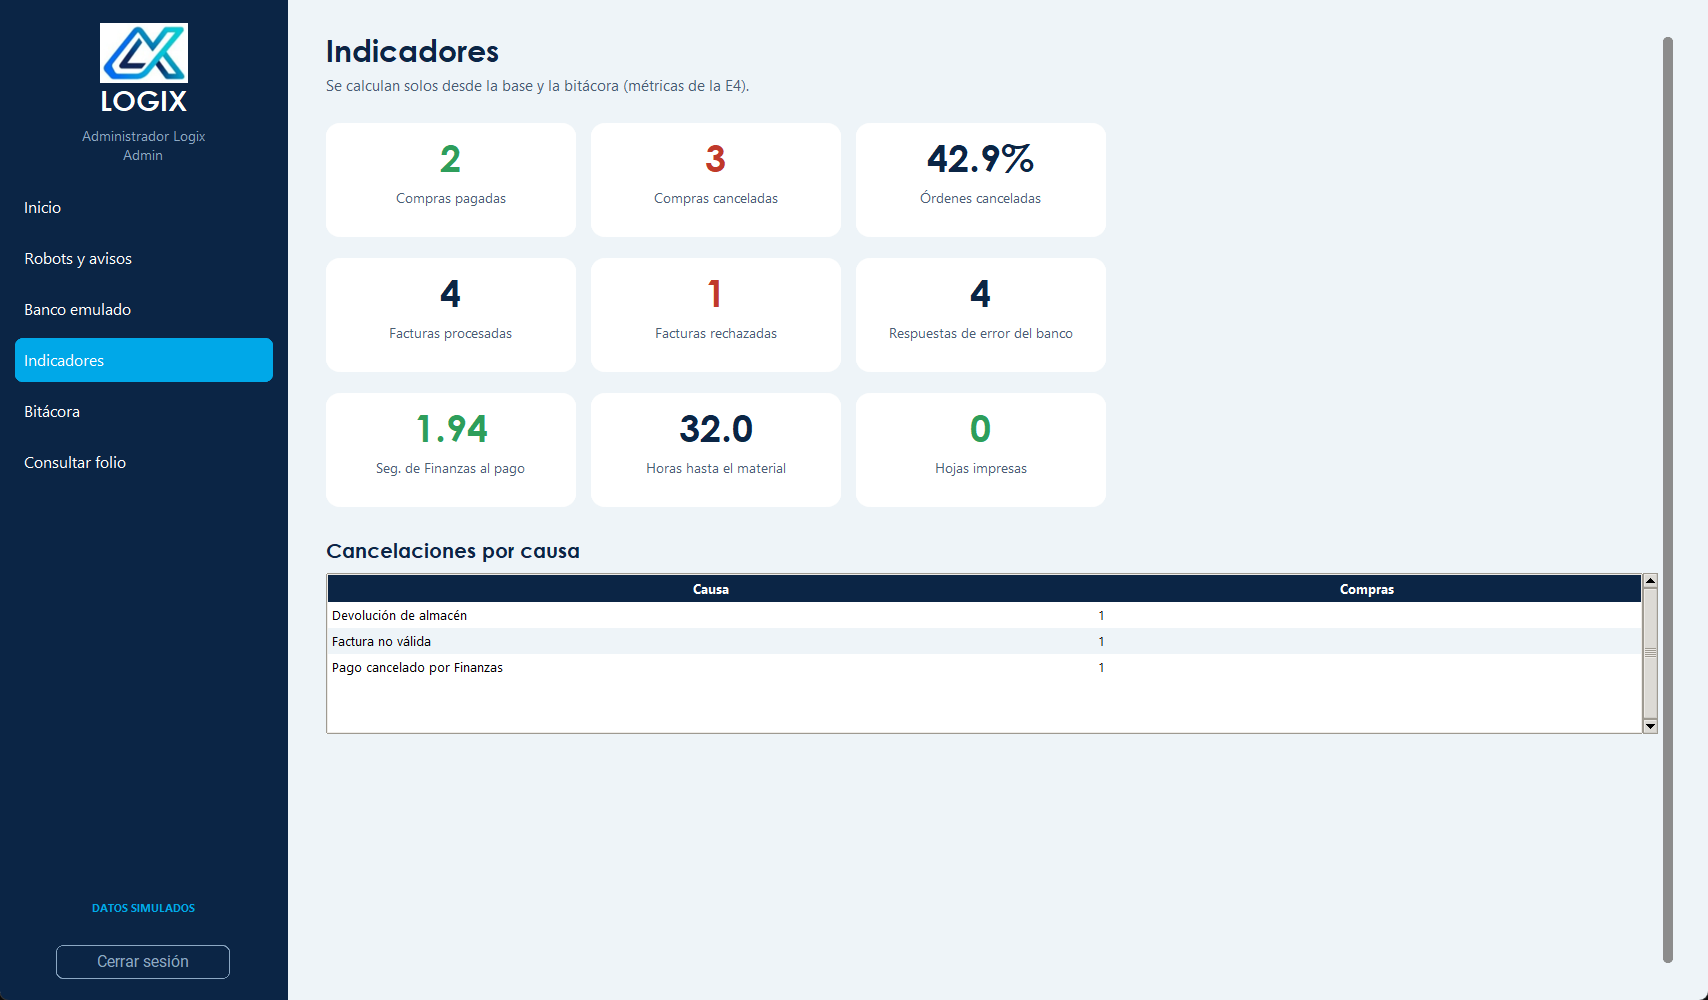 LOGIX
Administrador Logix
Admin
Inicio
Robots y avisos
Banco emulado
Indicadores
Bitácora
Consultar folio
DATOS SIMULADOS
Cerrar sesión
Indicadores
Se calculan solos desde la base y la bitácora (métricas de la E4).
2
Compras pagadas
3
Compras canceladas
42.9%
Órdenes canceladas
4
Facturas procesadas
1
Facturas rechazadas
4
Respuestas de error del banco
1.94
Seg. de Finanzas al pago
32.0
Horas hasta el material
0
Hojas impresas
Cancelaciones por causa
Causa Compras
Devolución de almacén 1
Factura no válida 1
Pago cancelado por Finanzas 1